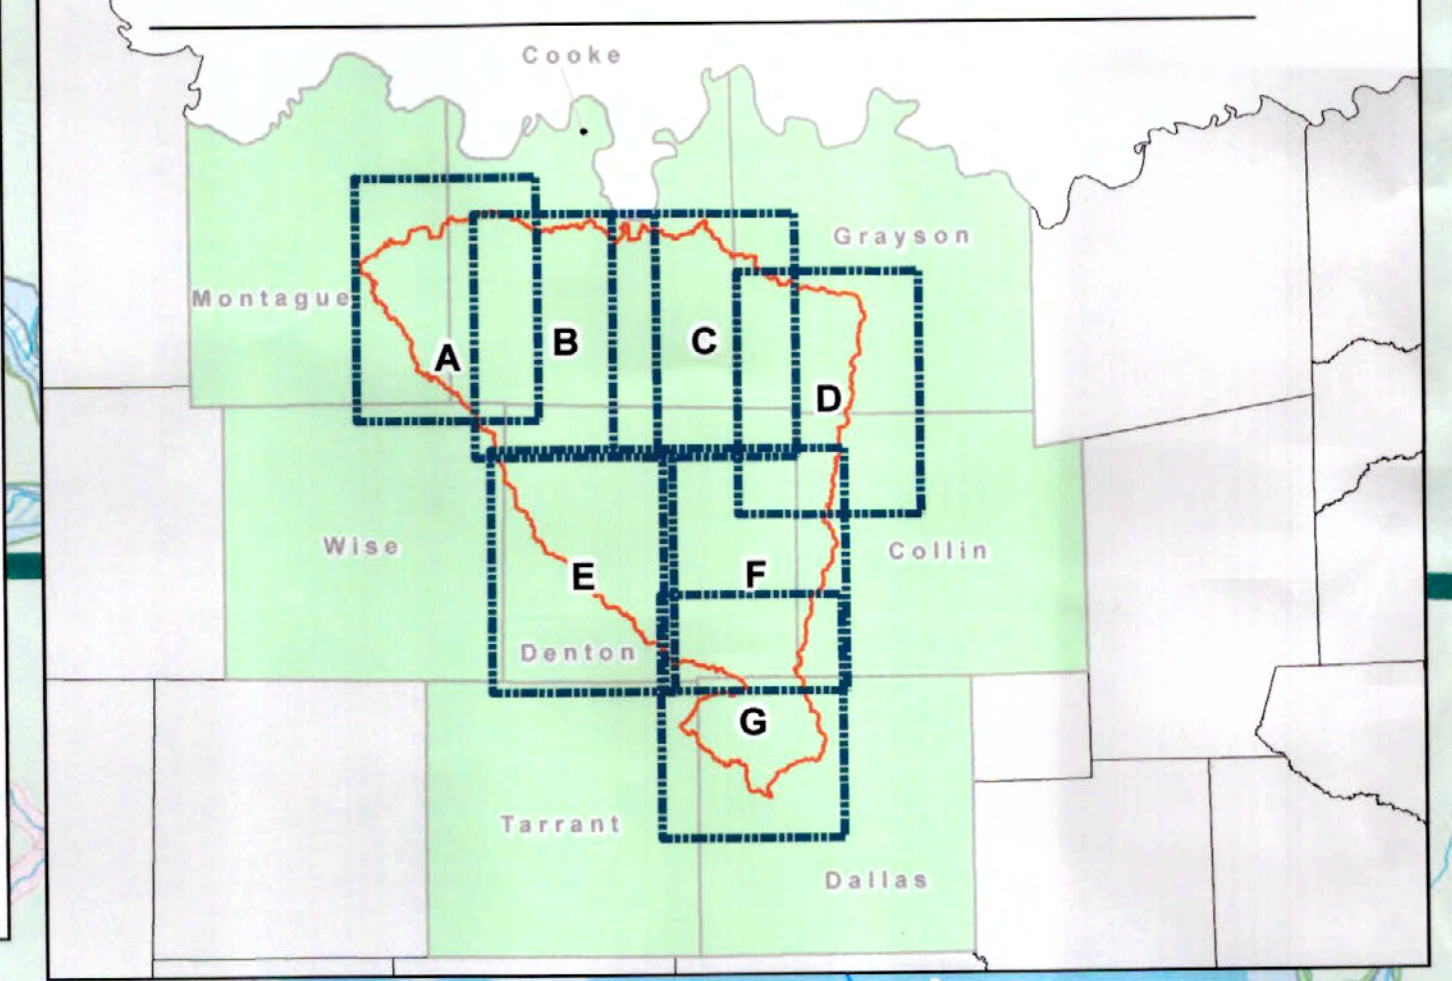 Cooke
Grayson
Montague
A
B
C
D
Wise
Collin
E
F
Denton
G
Tarrant
Dallas